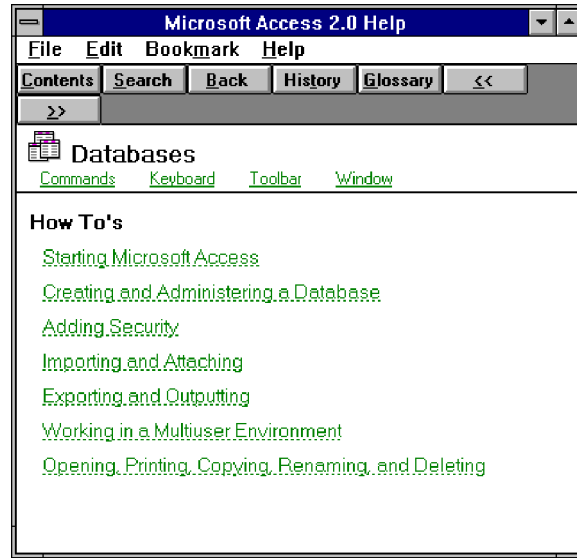 Microsoft Access 2.0 Help
File Edit Bookmark Help
Contents Search Back History Glossary <<
>>
Databases
Commands Keyboard Toolbar Window
How To's
Starting Microsoft Access
Creating and Administering a Database
Adding Security
Importing and Attaching
Exporting and Outputting
Working in a Multiuser Environment
Opening, Printing, Copying, Renaming, and Deleting